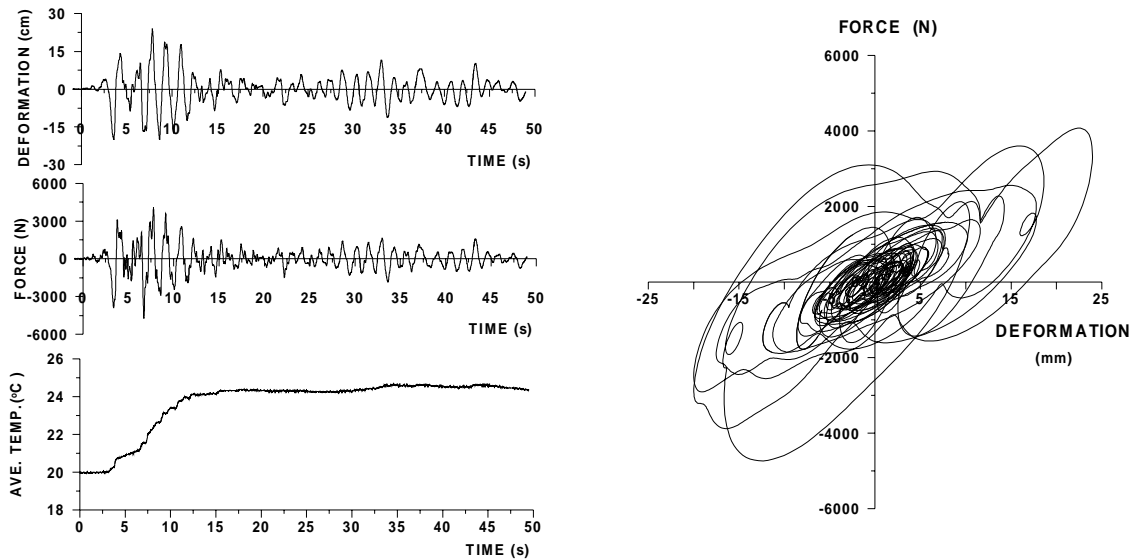 DEFORMATION (cm)
30
15
0
-15
-30
0 5 10 15 20 25 30 35 40 45 50
TIME (s)
FORCE (N)
6000
3000
0
-3000
-6000
0 5 10 15 20 25 30 35 40 45 50
TIME (s)
AVE. TEMP.(ºC)
26
24
22
20
18
0 5 10 15 20 25 30 35 40 45 50
TIME (s)
FORCE (N)
6000
4000
2000
-25 -15 -5 5 15 25
DEFORMATION
(mm)
-2000
-4000
-6000